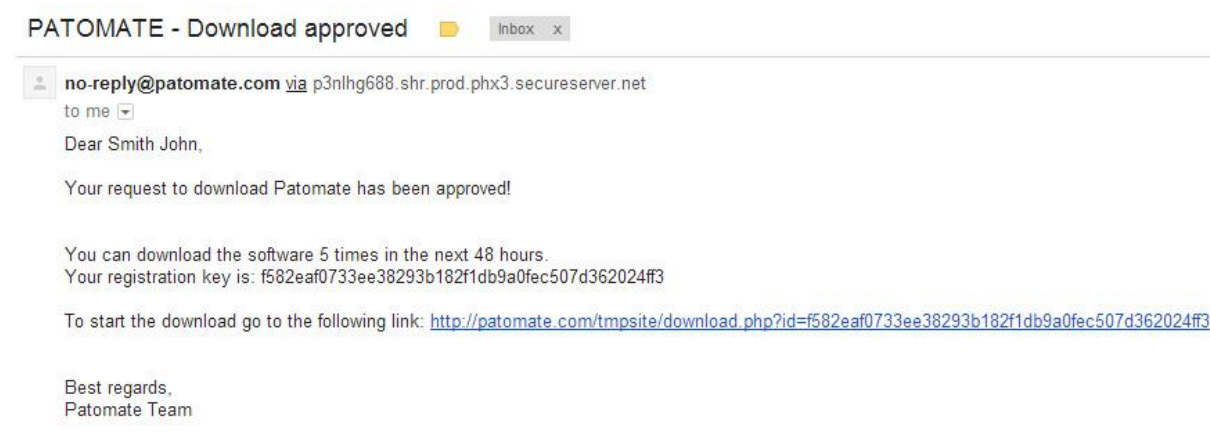 PATOMATE - Download approved Inbox x
no-reply@patomate.com via p3nlhg688.shr.prod.phx3.secureserver.net
to me
Dear Smith John,
Your request to download Patomate has been approved!
You can download the software 5 times in the next 48 hours.
Your registration key is: f582eaf0733ee38293b182f1db9a0fec507d362024ff3
To start the download go to the following link: http://patomate.com/tmpsite/download.php?id=f582eaf0733ee38293b182f1db9a0fec507d362024ff3
Best regards,
Patomate Team